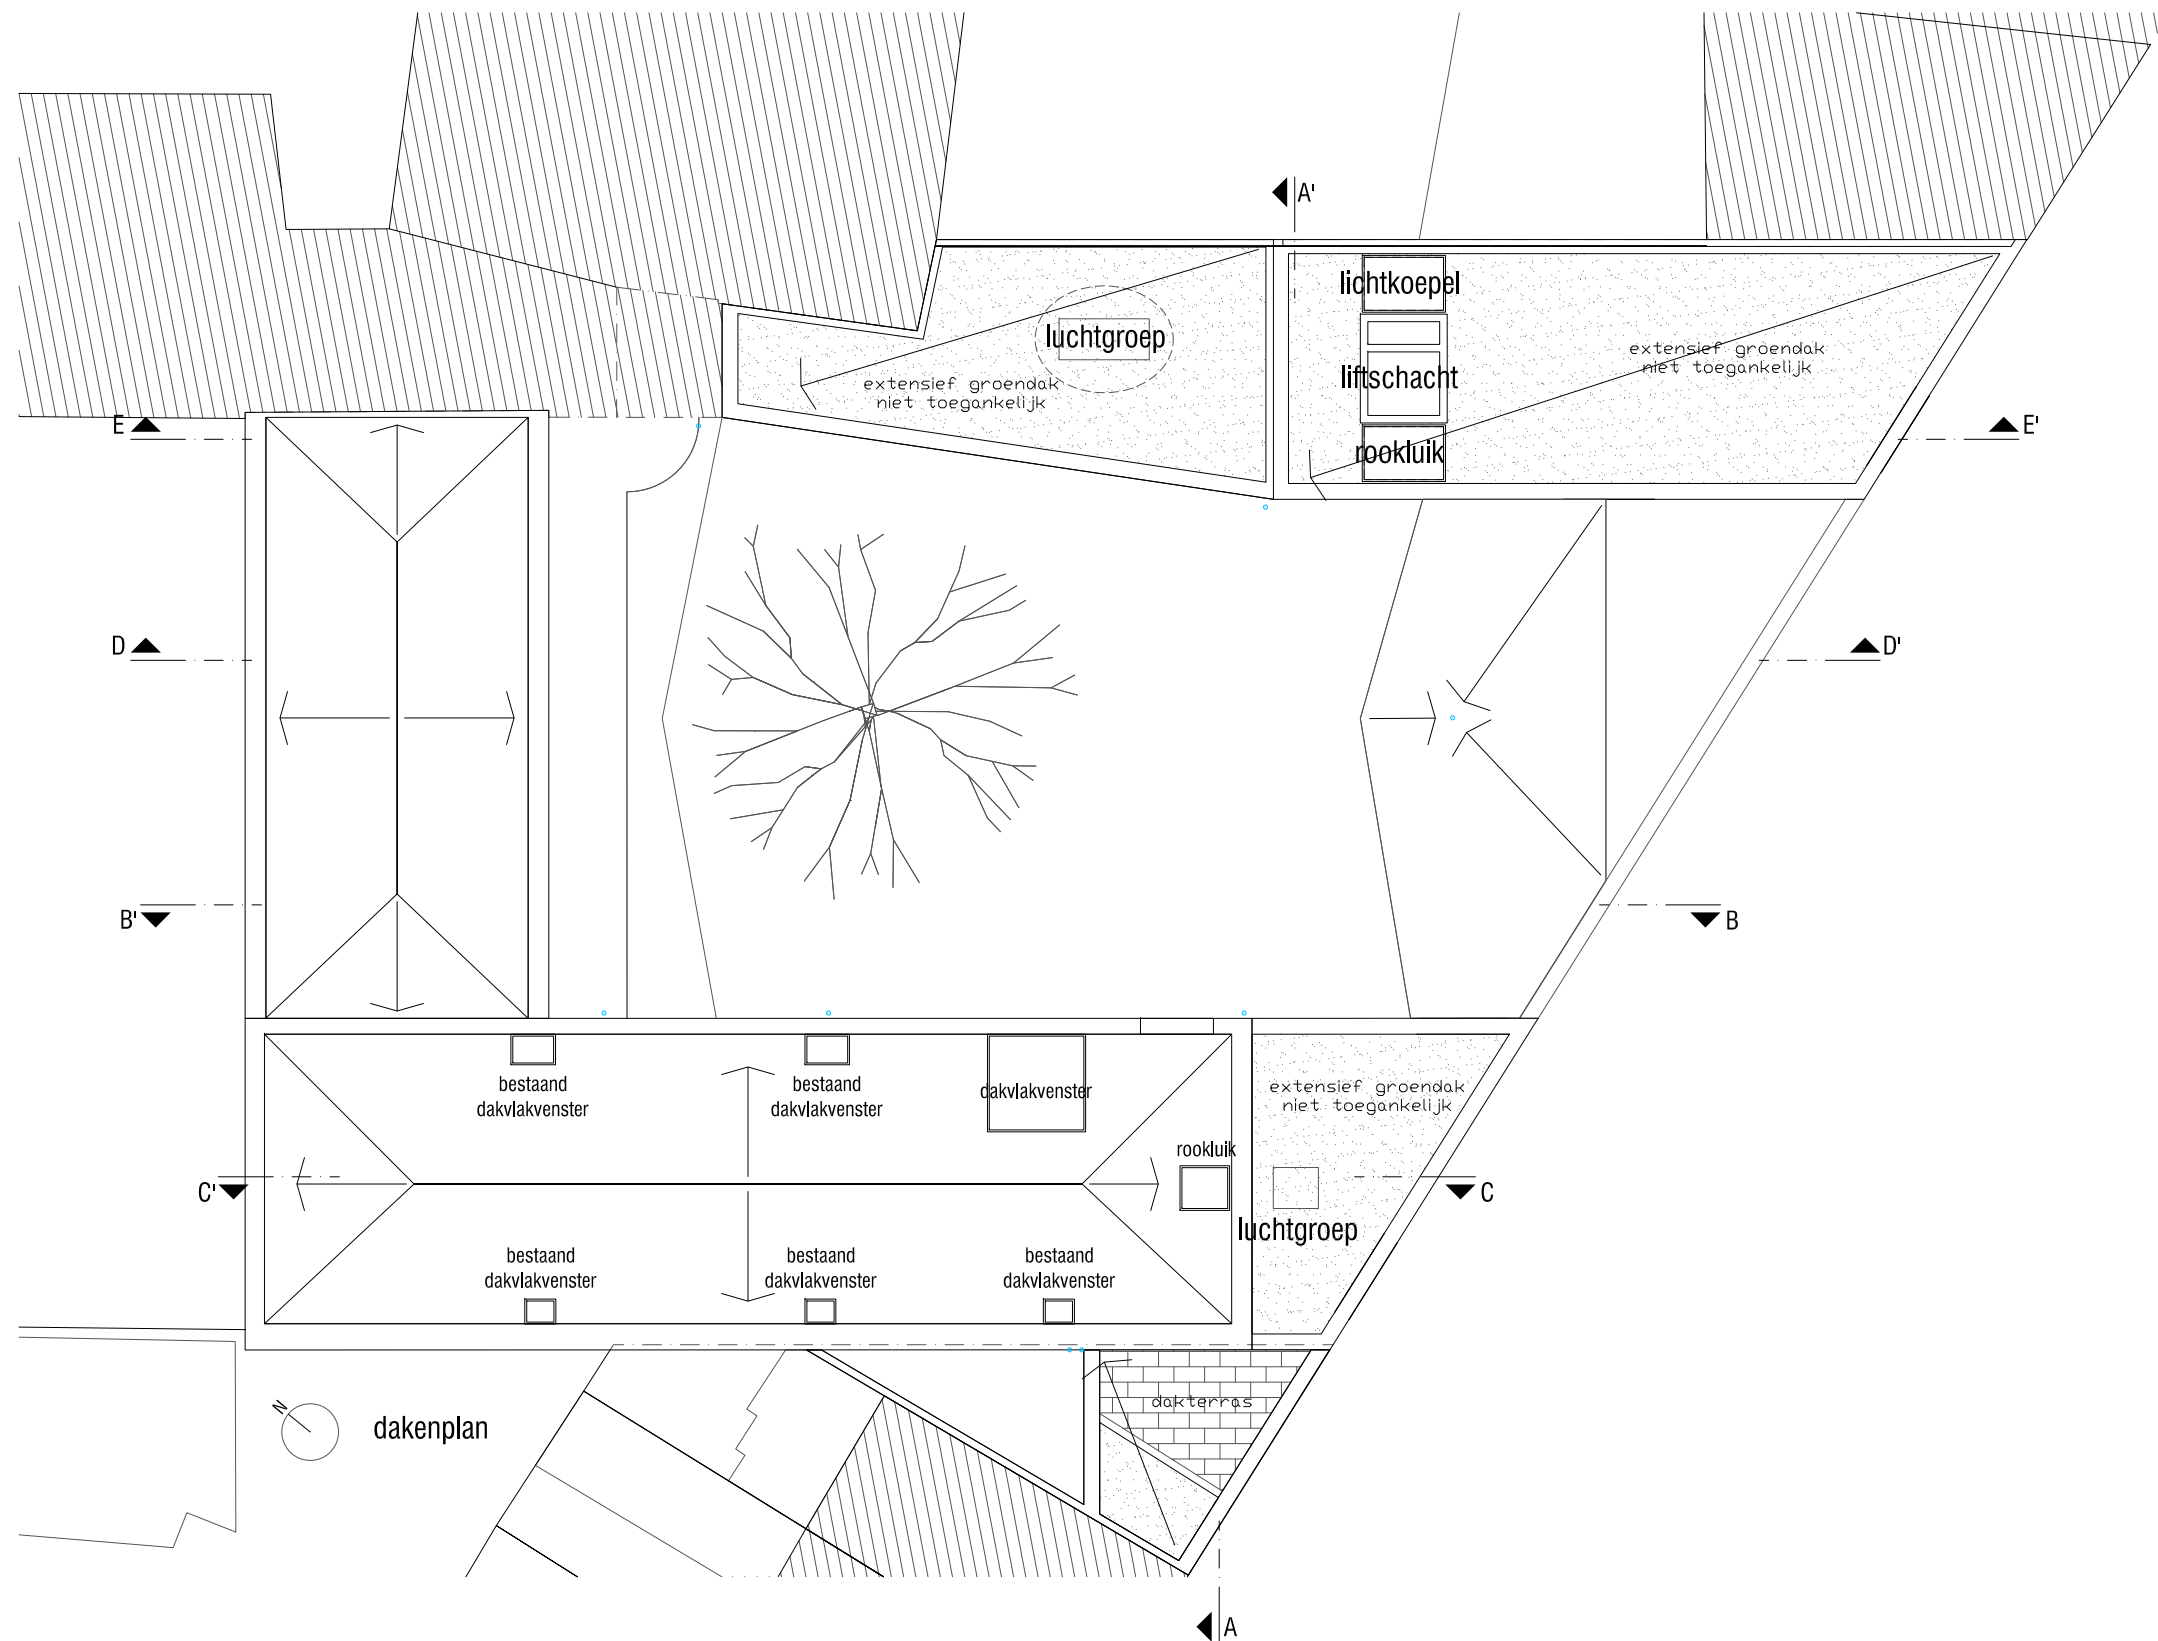 A'
lichtkoepel
luchtgroep
extensief groendak
niet toegankelijk
liftschacht
extensief groendak
niet toegankelijk
rookluik
E
E'
D
D'
B'
B
bestaand
dakvlakvenster
bestaand
dakvlakvenster
dakvlakvenster
extensief groendak
niet toegankelijk
rookluik
C'
C
luchtgroep
bestaand
dakvlakvenster
bestaand
dakvlakvenster
bestaand
dakvlakvenster
dakterras
N
dakenplan
A